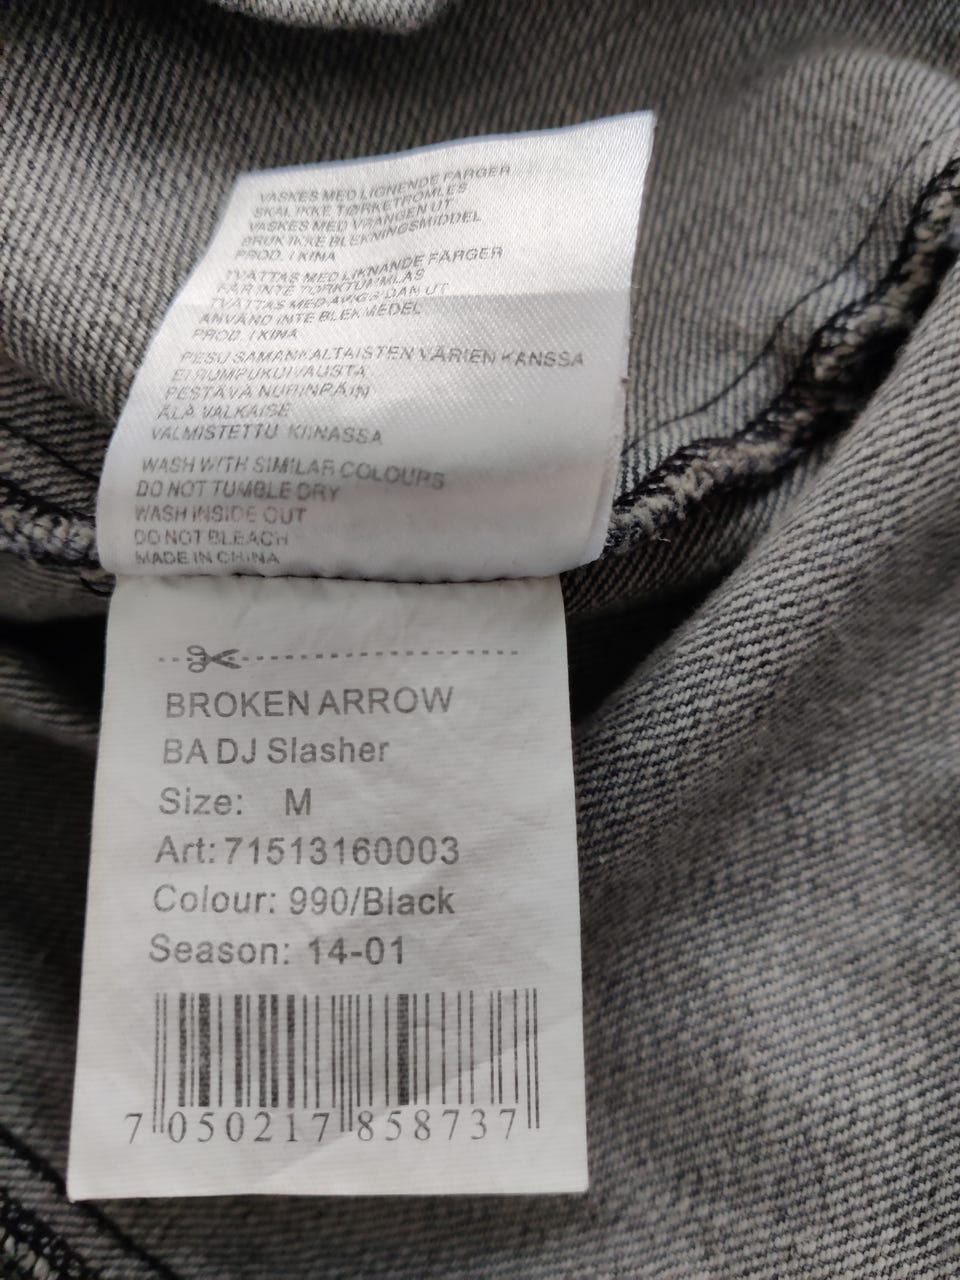 VASKES MED LIGNENDE FARGER
SKAL IKKE TØRKETROMLES
VASKES MED VRANGEN UT
BRUK IKKE BLEKNINGSMIDDEL
PROD. I KINA
TVÄTTAS MED LIKNANDE FÄRGER
FÅR INTE TORKTUMMLAS
TVÄTTAS MED AVIGS DAN UT
ANVÄND INTE BLEKMEDEL
PROD. I KINA
PESU SAMANKALTAISTEN VÄRIEN KANSSA
EI RUMPUKUIVAUSTA
PESTÄVÄ NURINPÄIN
ÄLÄ VALKAISE
VALMISTETTU KIINASSA
WASH WITH SIMILAR COLOURS
DO NOT TUMBLE DRY
WASH INSIDE OUT
DO NOT BLEACH
MADE IN CHINA
BROKEN ARROW
BA DJ Slasher
Size: M
Art: 71513160003
Colour: 990/Black
Season: 14-01
7 050217 858737